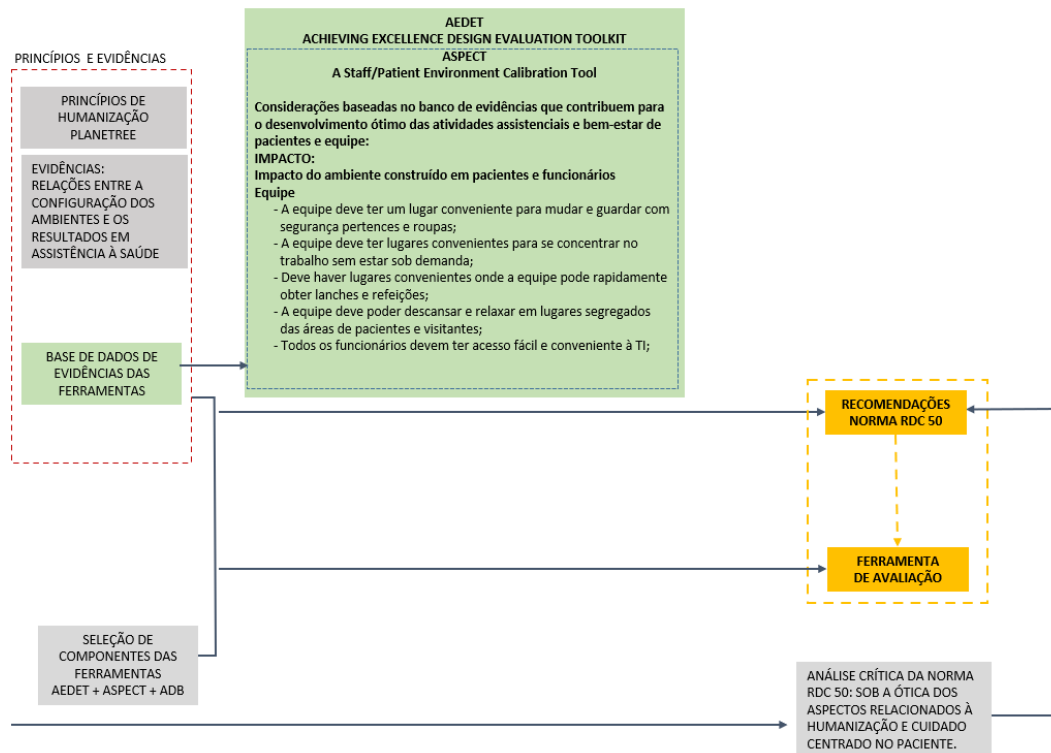 PRINCÍPIOS E EVIDÊNCIAS
PRINCÍPIOS DE
HUMANIZAÇÃO
PLANETREE
EVIDÊNCIAS:
RELAÇÕES ENTRE A
CONFIGURAÇÃO DOS
AMBIENTES E OS
RESULTADOS EM
ASSISTÊNCIA À SAÚDE
BASE DE DADOS DE
EVIDÊNCIAS DAS
FERRAMENTAS
AEDET
ACHIEVING EXCELLENCE DESIGN EVALUATION TOOLKIT
ASPECT
A Staff/Patient Environment Calibration Tool
Considerações baseadas no banco de evidências que contribuem para
o desenvolvimento ótimo das atividades assistenciais e bem-estar de
pacientes e equipe:
IMPACTO:
Impacto do ambiente construído em pacientes e funcionários
Equipe
- A equipe deve ter um lugar conveniente para mudar e guardar com
segurança pertences e roupas;
- A equipe deve ter lugares convenientes para se concentrar no
trabalho sem estar sob demanda;
- Deve haver lugares convenientes onde a equipe pode rapidamente
obter lanches e refeições;
- A equipe deve poder descansar e relaxar em lugares segregados
das áreas de pacientes e visitantes;
- Todos os funcionários devem ter acesso fácil e conveniente à TI;
RECOMENDAÇÕES
NORMA RDC 50
FERRAMENTA
DE AVALIAÇÃO
SELEÇÃO DE
COMPONENTES DAS
FERRAMENTAS
AEDET + ASPECT + ADB
ANÁLISE CRÍTICA DA NORMA
RDC 50: SOB A ÓTICA DOS
ASPECTOS RELACIONADOS À
HUMANIZAÇÃO E CUIDADO
CENTRADO NO PACIENTE.